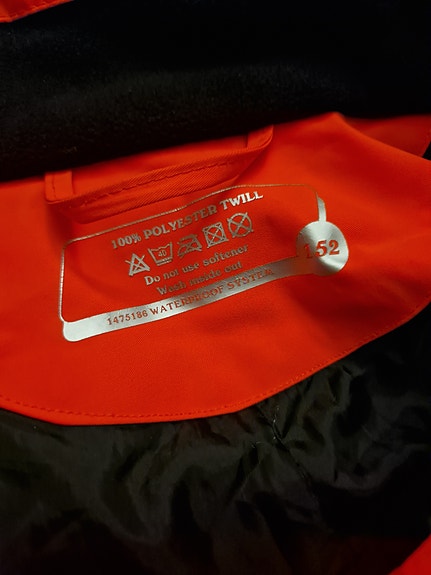 100% POLYESTER TWILL
40
Do not use softener
Wash inside out
152
1475186 WATERPROOF SYSTEM